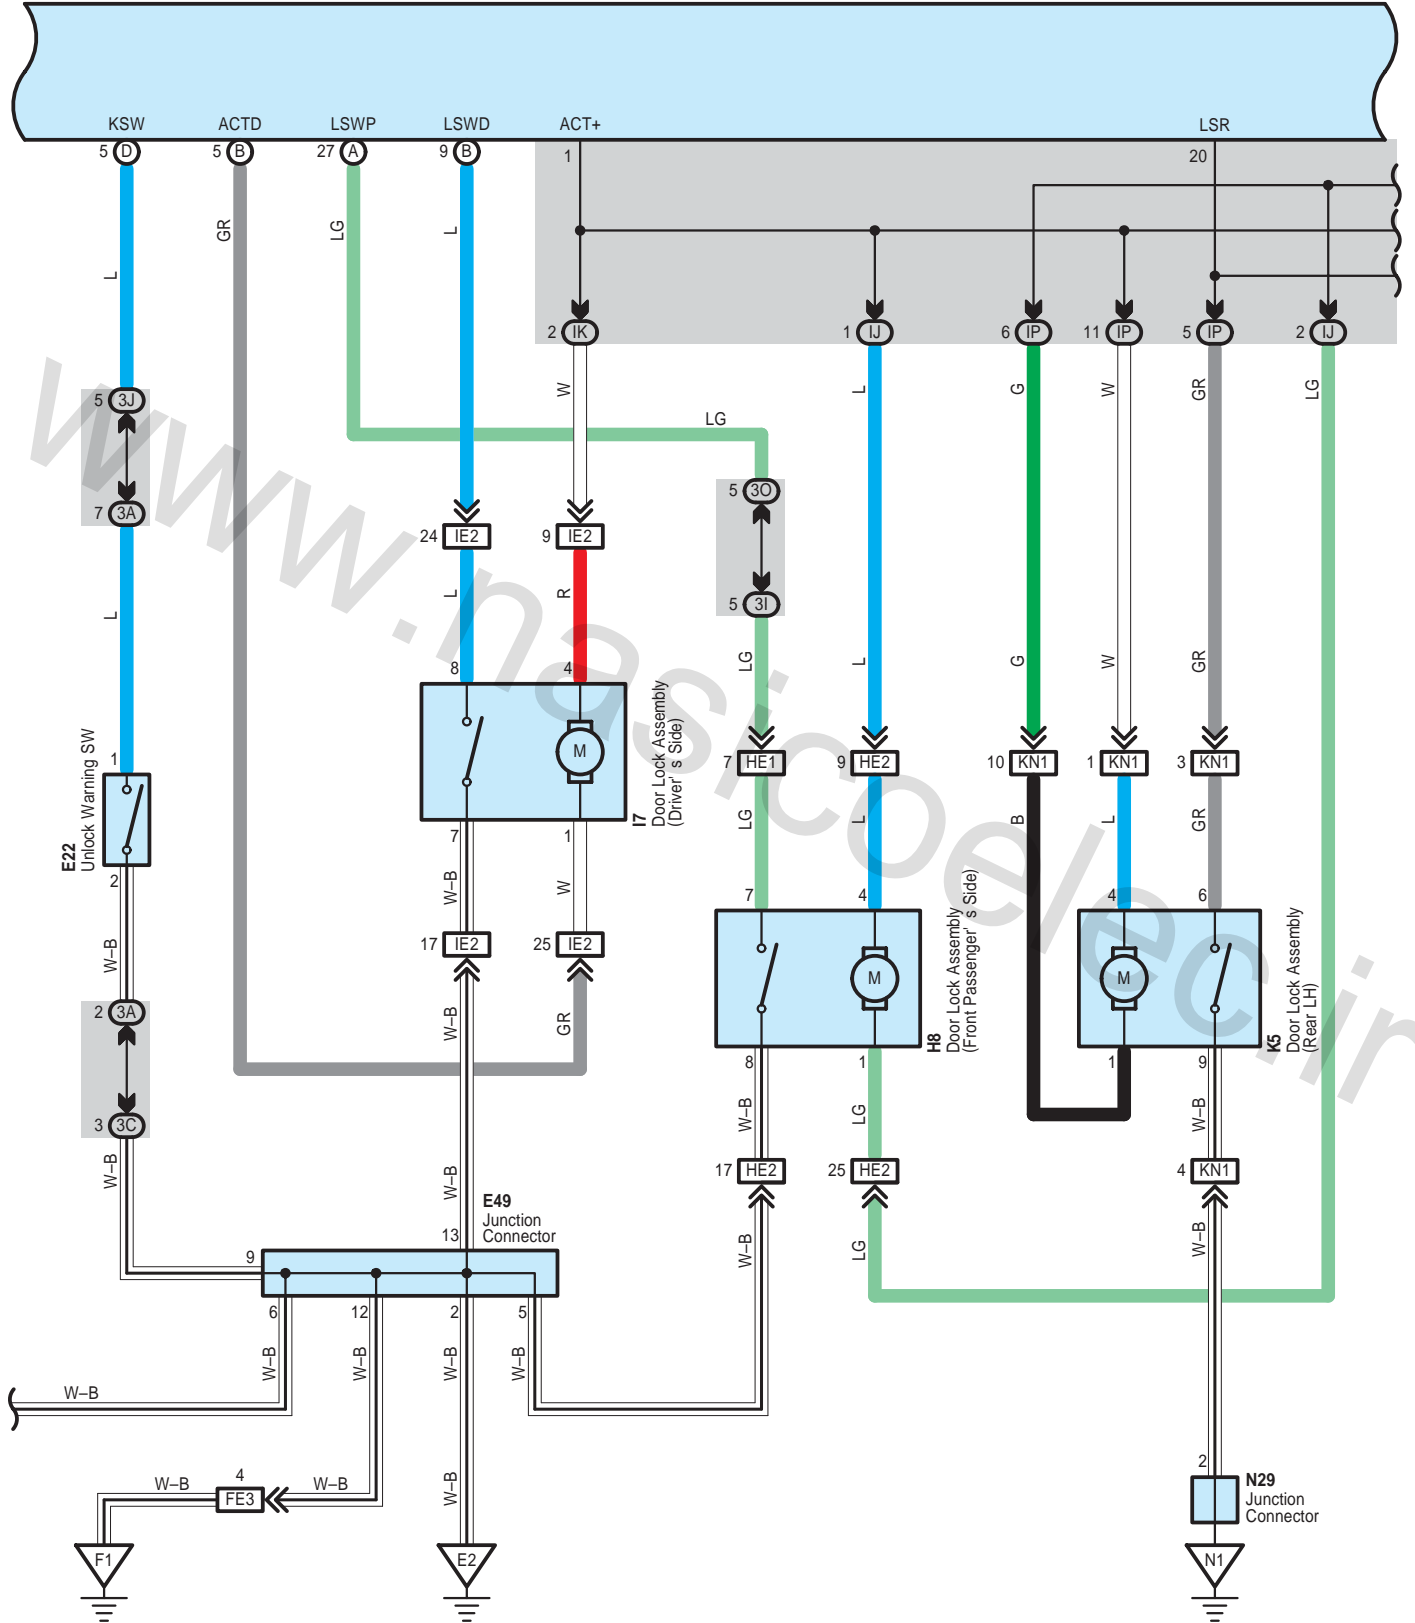 KSW ACTD LSWP LSWD ACT+ LSR
5 D 5 B 27 A 9 B 1 20
L GR LG L
2 IK 1 IJ 6 IP 11 IP 5 IP 2 IJ
W L G W GR LG
5 3J
LG
7 3A
5 3O
24 IE2 9 IE2
L L R
5 3I
LG L G W GR
8 4
1
E22
Unlock Warning SW
I7
Door Lock Assembly
(Driver' s Side)
7 HE1 9 HE2 10 KN1 1 KN1 3 KN1
LG L B L GR
2
7 1
W–B W
7 4 4 6
W–B
17 IE2 25 IE2
M M M
H8
Door Lock Assembly
(Front Passenger' s Side)
K5
Door Lock Assembly
(Rear LH)
2 3A
W–B GR
8 1 1 9
3 3C
W–B LG W–B
W–B W–B
17 HE2 25 HE2 4 KN1
E49
Junction
Connector
13
9
W–B LG W–B
6 12 2 5
W–B W–B W–B W–B
W–B
4
W–B FE3 W–B
W–B
2
N29
Junction
Connector
F1 E2 N1
www.nasicoelec.ir